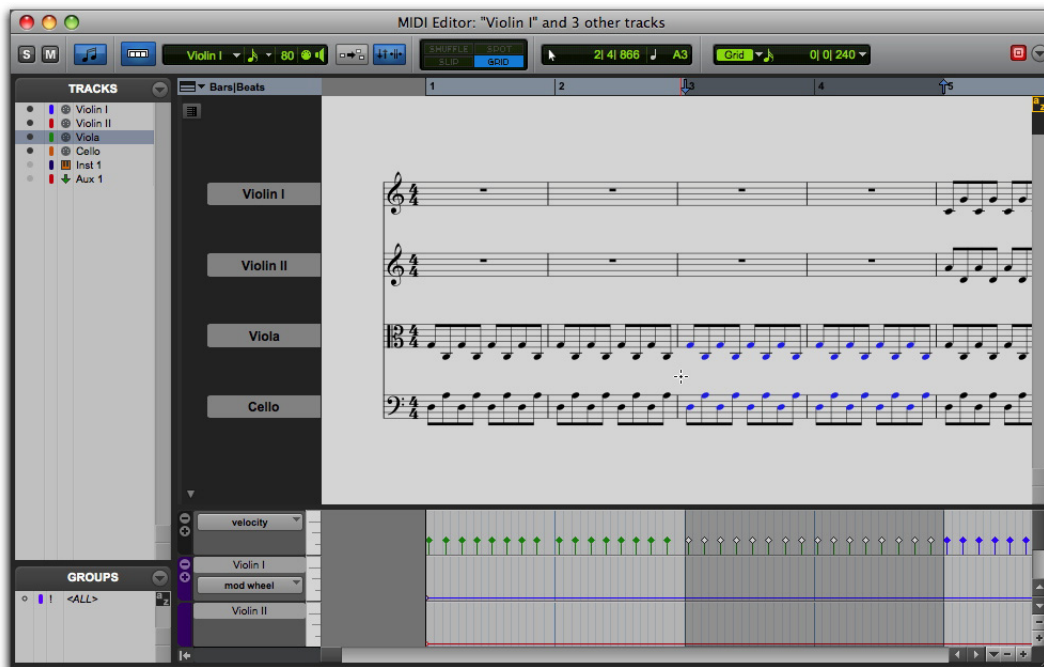 MIDI Editor: "Violin I" and 3 other tracks
S M Violin I 80 SHUFFLE SPOT 2| 4| 866 A3 Grid 0| 0| 240
SLIP GRID
TRACKS Bars|Beats 1 2 3 4 5
Violin I
Violin II
Viola
Cello
Inst 1
Aux 1
Violin I
Violin II
Viola
Cello
velocity
Violin I
mod wheel
Violin II
GROUPS
! <ALL> a z